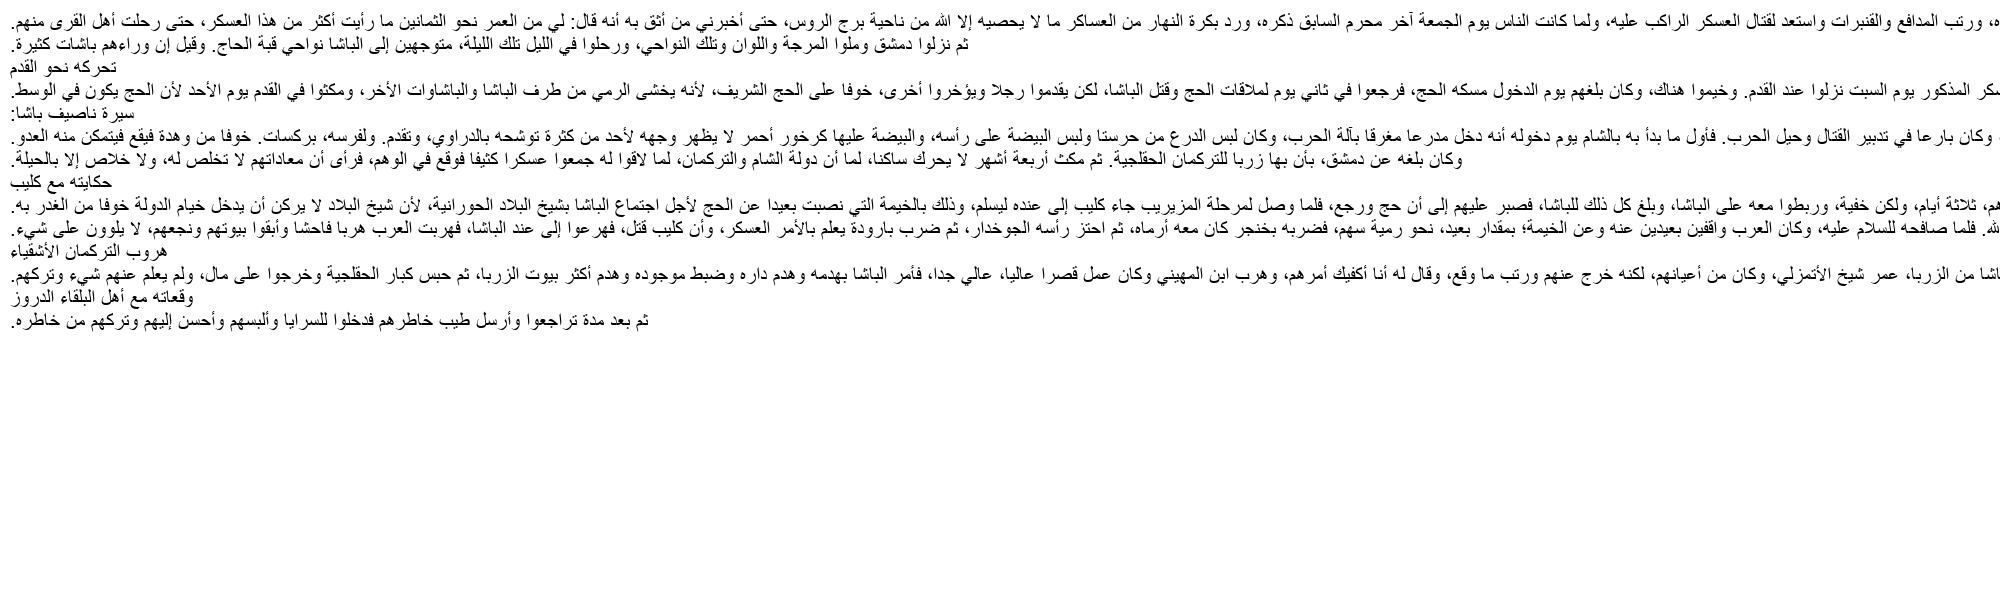 ه، ورتب المدافع والقنبرات واستعد لقتال العسكر الراكب عليه، ولما كانت الناس يوم الجمعة آخر محرم السابق ذكره، ورد بكرة النهار من العساكر ما لا يحصيه إلا الله من ناحية برج الروس، حتى أخبرني من أثق به أنه قال: لي من العمر نحو الثمانين ما رأيت أكثر من هذا العسكر، حتى رحلت أهل القرى منهم.
ثم نزلوا دمشق وملوا المرجة واللوان وتلك النواحي، ورحلوا في الليل تلك الليلة، متوجهين إلى الباشا نواحي قبة الحاج. وقيل إن وراءهم باشات كثيرة.
تحركه نحو القدم
سكر المذكور يوم السبت نزلوا عند القدم. وخيموا هناك، وكان بلغهم يوم الدخول مسكه الحج، فرجعوا في ثاني يوم لملاقات الحج وقتل الباشا، لكن يقدموا رجلا ويؤخروا أخرى، خوفا على الحج الشريف، لأنه يخشى الرمي من طرف الباشا والباشاوات الأخر، ومكثوا في القدم يوم الأحد لأن الحج يكون في الوسط.
سيرة ناصيف باشا:
وكان بارعا في تدبير القتال وحيل الحرب. فأول ما بدأ به بالشام يوم دخوله أنه دخل مدرعا مغرقا بآلة الحرب، وكان لبس الدرع من حرستا ولبس البيضة على رأسه، والبيضة عليها كرخور أحمر لا يظهر وجهه لأحد من كثرة توشحه بالدراوي، وتقدم. ولفرسه، بركسات. خوفا من وهدة فيقع فيتمكن منه العدو.
وكان بلغه عن دمشق، بأن بها زربا للتركمان الحقلجية. ثم مكث أربعة أشهر لا يحرك ساكنا، لما أن دولة الشام والتركمان، لما لاقوا له جمعوا عسكرا كثيفا فوقع في الوهم، فرأى أن معاداتهم لا تخلص له، ولا خلاص إلا بالحيلة.
حكايته مع كليب
هم، ثلاثة أيام، ولكن خفية، وربطوا معه على الباشا، وبلغ كل ذلك للباشا، فصبر عليهم إلى أن حج ورجع، فلما وصل لمرحلة المزيريب جاء كليب إلى عنده ليسلم، وذلك بالخيمة التي نصبت بعيدا عن الحج لأجل اجتماع الباشا بشيخ البلاد الحورانية، لأن شيخ البلاد لا يركن أن يدخل خيام الدولة خوفا من الغدر به.
لله. فلما صافحه للسلام عليه، وكان العرب واقفين بعيدين عنه وعن الخيمة؛ بمقدار بعيد، نحو رمية سهم، فضربه بخنجر كان معه أرماه، ثم احتز رأسه الجوخدار، ثم ضرب بارودة يعلم بالأمر العسكر، وأن كليب قتل، فهرعوا إلى عند الباشا، فهربت العرب هربا فاحشا وأبقوا بيوتهم ونجعهم، لا يلوون على شيء.
هروب التركمان الأشقياء
اشا من الزربا، عمر شيخ الأتمزلي، وكان من أعيانهم، لكنه خرج عنهم ورتب ما وقع، وقال له أنا أكفيك أمرهم، وهرب ابن المهيني وكان عمل قصرا عاليا، عالي جدا، فأمر الباشا بهدمه وهدم داره وضبط موجوده وهدم أكثر بيوت الزربا، ثم حبس كبار الحقلجية وخرجوا على مال، ولم يعلم عنهم شيء وتركهم.
وقعاته مع أهل البلقاء الدروز
ثم بعد مدة تراجعوا وأرسل طيب خاطرهم فدخلوا للسرايا وألبسهم وأحسن إليهم وتركهم من خاطره.